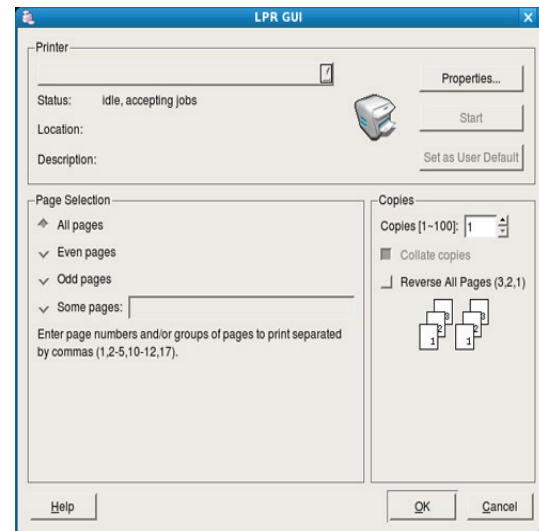 LPR GUI
Printer
Properties...
Status: idle, accepting jobs
Start
Location:
Description:
Set as User Default
Page Selection
All pages
Even pages
Odd pages
Some pages:
Enter page numbers and/or groups of pages to print separated
by commas (1,2-5,10-12,17).
Copies
Copies [1~100]: 1
Collate copies
Reverse All Pages (3,2,1)
3 3
2 2
1 1
Help
OK
Cancel